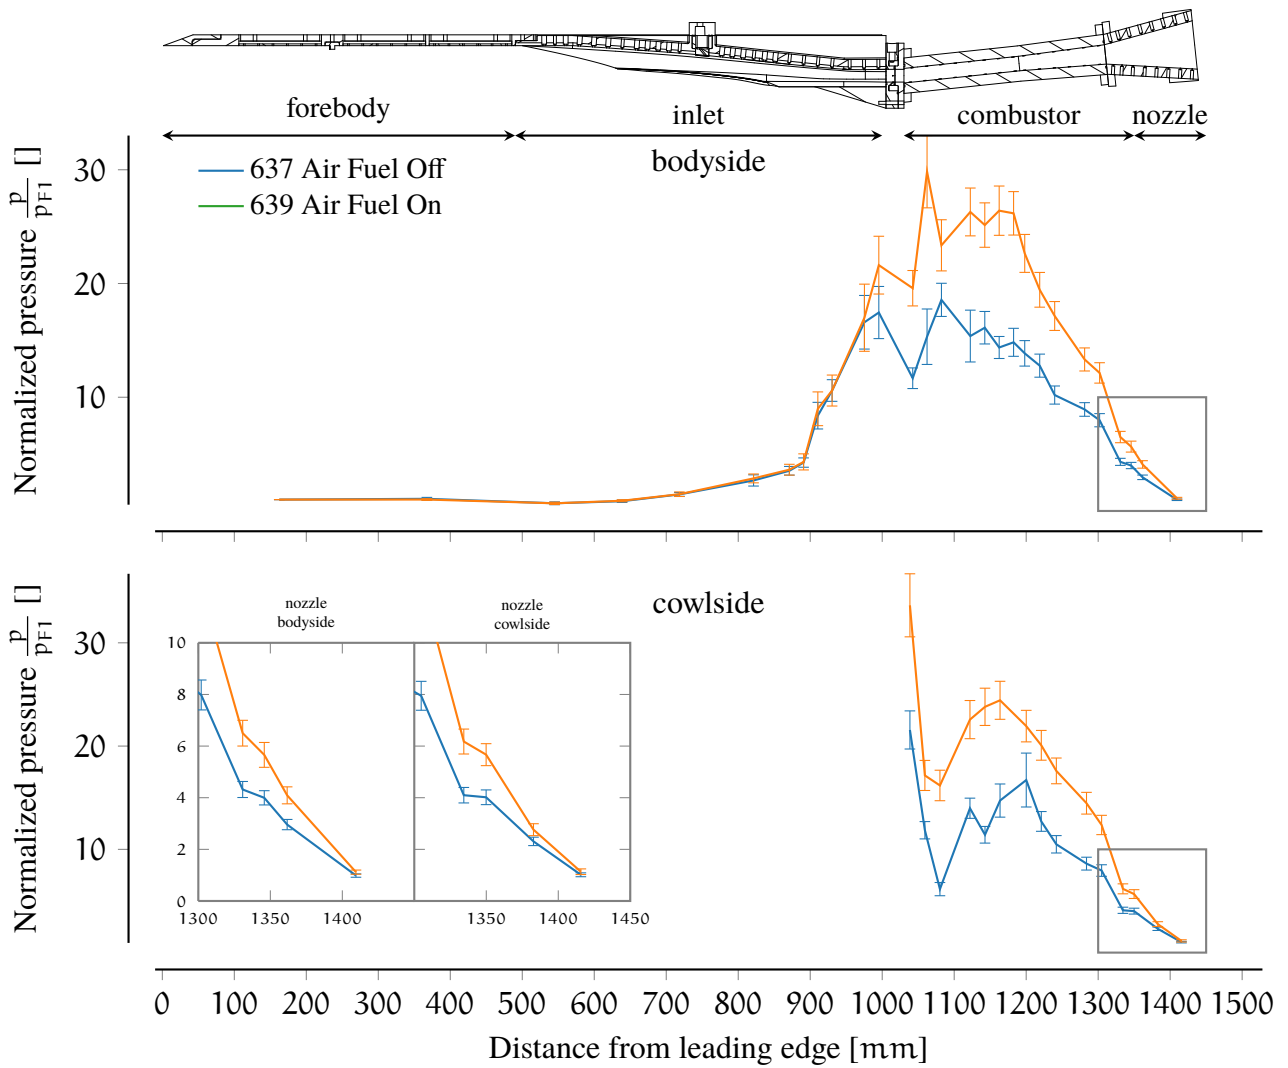 forebody
inlet
combustor
nozzle
bodyside
637 Air Fuel Off
639 Air Fuel On
Normalized pressure p/pF1 []
30
20
10
cowlside
Normalized pressure p/pF1 []
30
20
10
nozzle
bodyside
nozzle
cowlside
10
8
6
4
2
0
1300 1350 1400
1350 1400 1450
0 100 200 300 400 500 600 700 800 900 1000 1100 1200 1300 1400 1500
Distance from leading edge [mm]